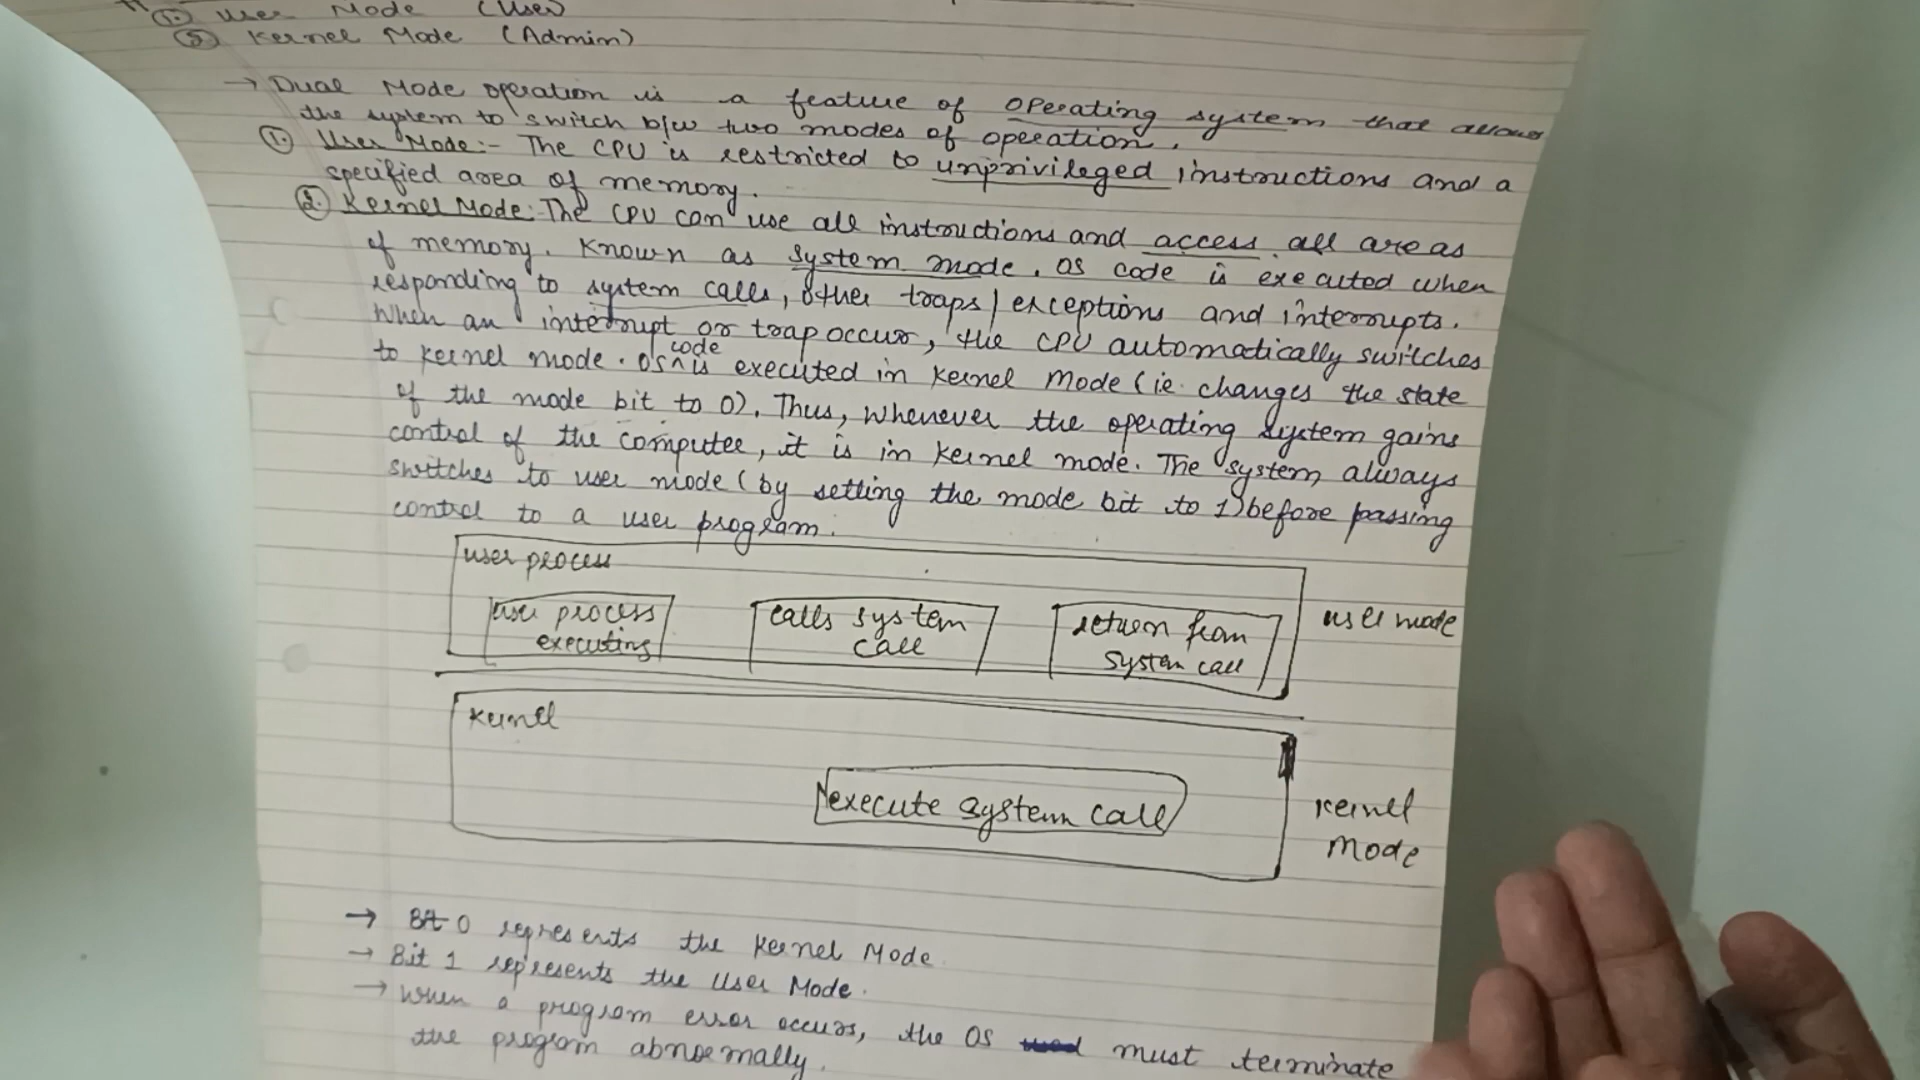 ①. User Mode (User)
② Kernel Mode (Admin)
→ Dual Mode operation is a feature of operating system that allows
the system to switch b/w two modes of operation.
①. User Mode:- The CPU is restricted to unprivileged instructions and a
specified area of memory.
②. Kernel Mode: The CPU can use all instructions and access all areas
of memory. Known as system mode. OS code is executed when
responding to system calls, other traps/exceptions and interrupts.
When an interrupt or trap occur, the CPU automatically switches
to kernel mode. OS ^code is executed in Kernel Mode (ie. changes the state
of the mode bit to 0). Thus, whenever the operating system gains
control of the computer, it is in kernel mode. The system always
switches to user mode (by setting the mode bit to 1) before passing
control to a user program.
user process
user process
executing
calls system
call
return from
system call
user mode
kernel
execute system call
kernel
mode
→ Bit 0 represents the Kernel Mode
→ Bit 1 represents the User Mode.
→ When a program error occurs, the OS must terminate
the program abnormally.